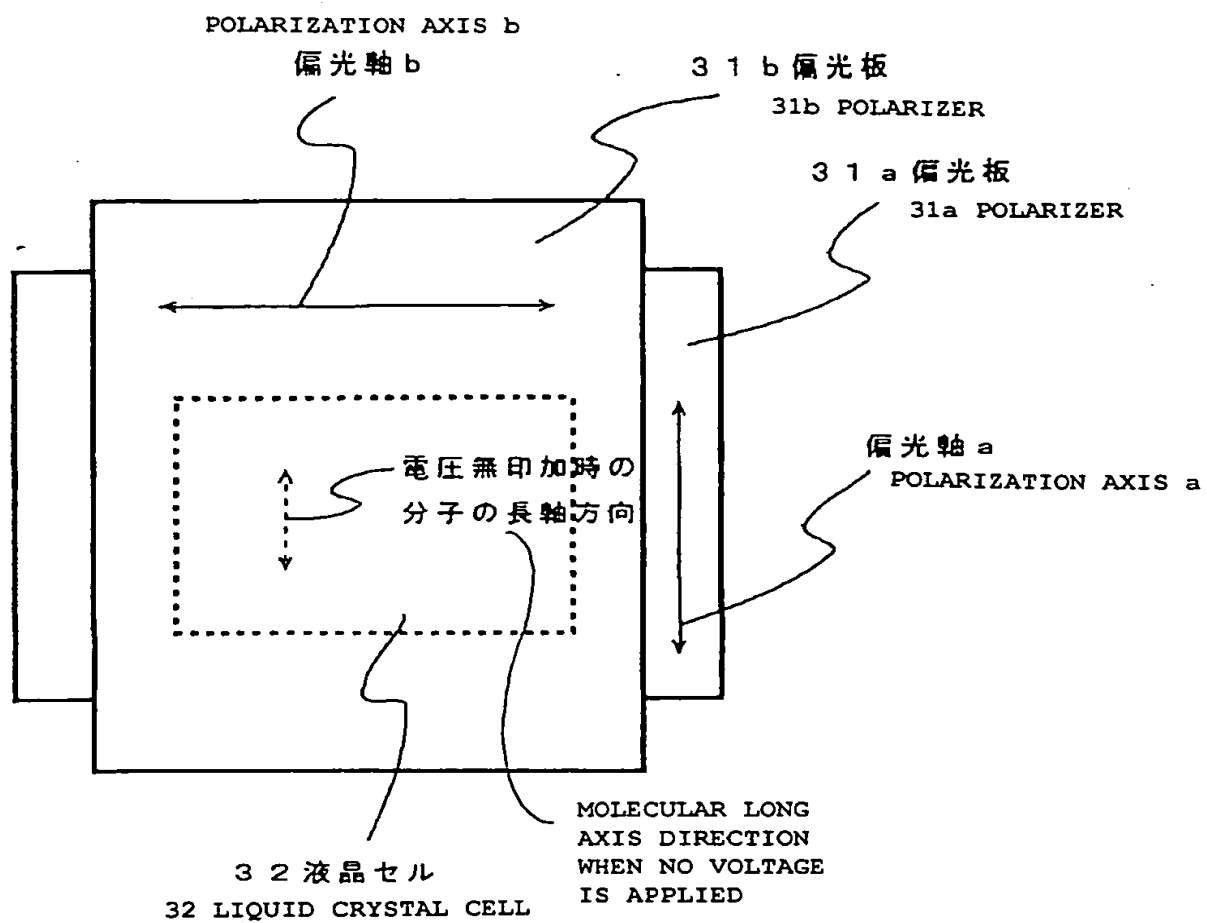 POLARIZATION AXIS b
偏光軸b
31b偏光板
31b POLARIZER
31a偏光板
31a POLARIZER
偏光軸a
POLARIZATION AXIS a
電圧無印加時の
分子の長軸方向
MOLECULAR LONG
AXIS DIRECTION
WHEN NO VOLTAGE
IS APPLIED
32液晶セル
32 LIQUID CRYSTAL CELL